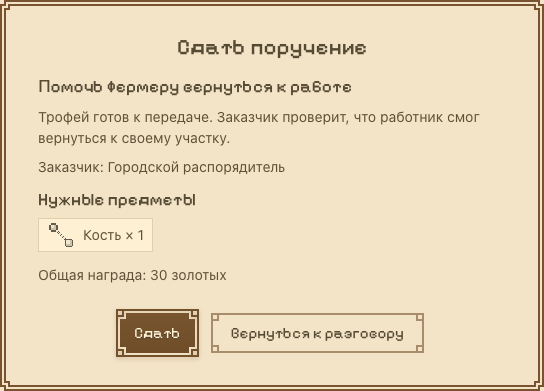 Сдать поручение
Помочь фермеру вернуться к работе
Трофей готов к передаче. Заказчик проверит, что работник смог
вернуться к своему участку.
Заказчик: Городской распорядитель
Нужные предметы
Кость × 1
Общая награда: 30 золотых
Сдать
Вернуться к разговору